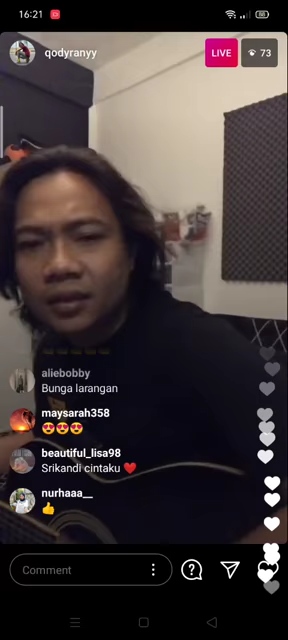 16:21
qodyranyy
LIVE
73
aliebobby
Bunga larangan
maysarah358
😍😍😍
beautiful_lisa98
Srikandi cintaku ❤️
nurhaaa__
👍
Comment